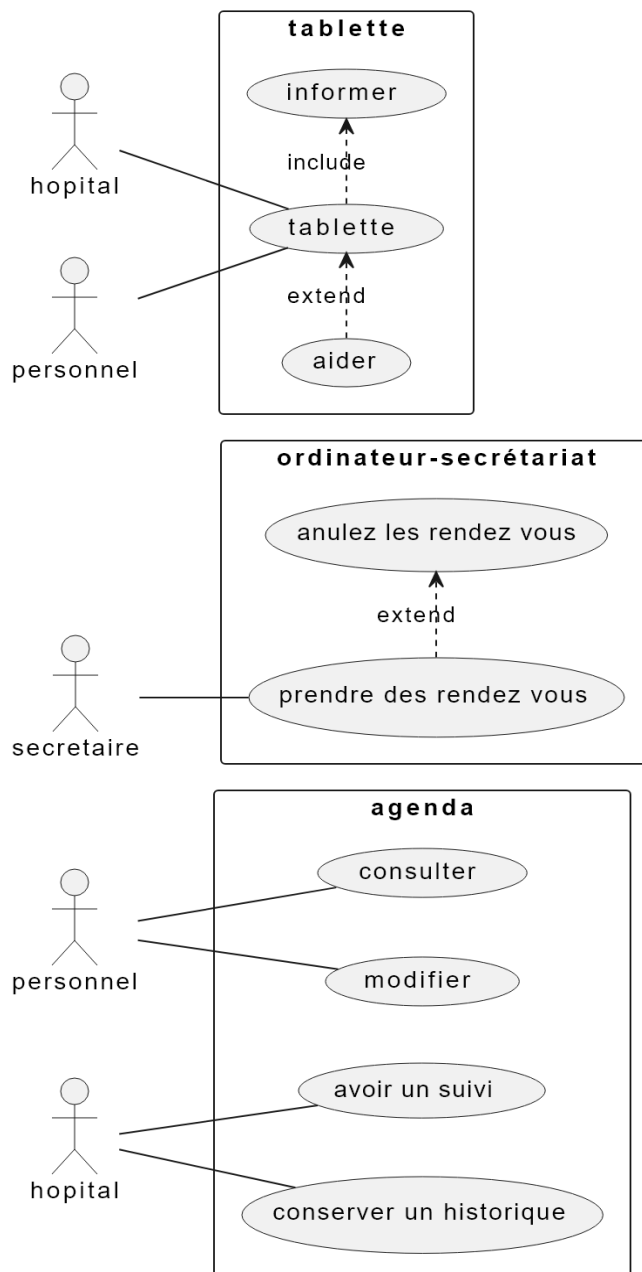 tablette
informer
hopital
include
tablette
personnel
extend
aider
ordinateur-secrétariat
anulez les rendez vous
extend
secretaire
prendre des rendez vous
agenda
consulter
personnel
modifier
avoir un suivi
hopital
conserver un historique